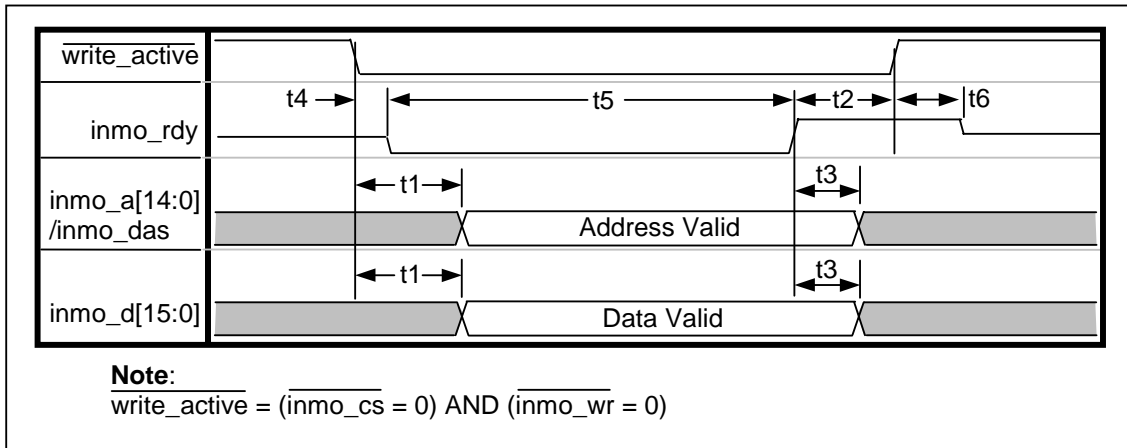 write_active
t4
t5
t2
t6
inmo_rdy
t1
t3
inmo_a[14:0]
/inmo_das
Address Valid
t1
t3
inmo_d[15:0]
Data Valid
Note:
write_active = (inmo_cs = 0) AND (inmo_wr = 0)